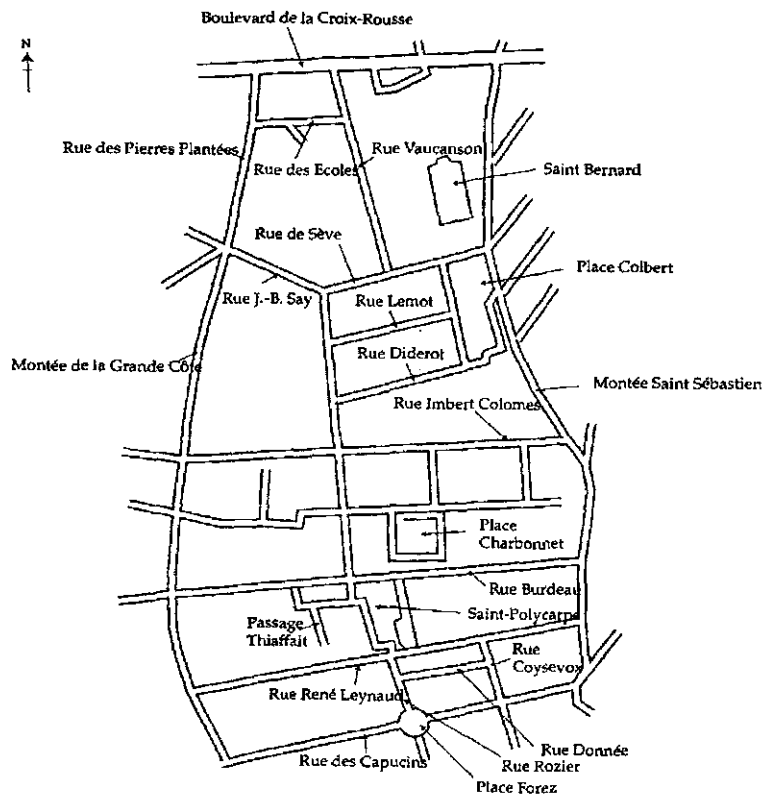 Boulevard de la Croix-Rousse
N
Rue des Pierres Plantées
Rue des Ecoles
Rue Vaucanson
Saint Bernard
Rue de Sève
Place Colbert
Rue J.-B. Say
Rue Lemot
Rue Diderot
Montée de la Grande Côte
Montée Saint Sébastien
Rue Imbert Colomes
Place
Charbonnet
Rue Burdeau
Saint-Polycarpe
Passage
Thiaffait
Rue
Coysevox
Rue René Leynaud
Rue Donnée
Rue des Capucins
Rue Rozier
Place Forez